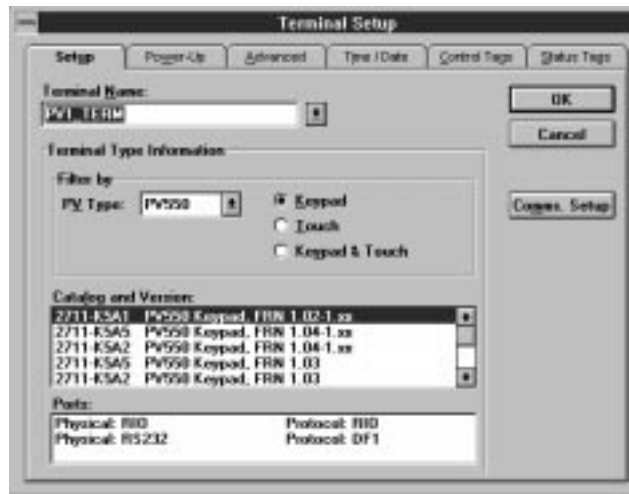 Terminal Setup
Setup
Power-Up
Advanced
Time / Date
Control Tags
Status Tags
Terminal Name:
PV1_TERM
OK
Cancel
Comms. Setup
Terminal Type Information
Filter by
PV Type: PV550
Keypad
Touch
Keypad & Touch
Catalog and Version:
2711-K5A1 PV550 Keypad, FRN 1.02-1.xx
2711-K5A5 PV550 Keypad, FRN 1.04-1.xx
2711-K5A2 PV550 Keypad, FRN 1.04-1.xx
2711-K5A5 PV550 Keypad, FRN 1.03
2711-K5A2 PV550 Keypad, FRN 1.03
Ports:
Physical: RIO Protocol: RIO
Physical: RS232 Protocol: DF1